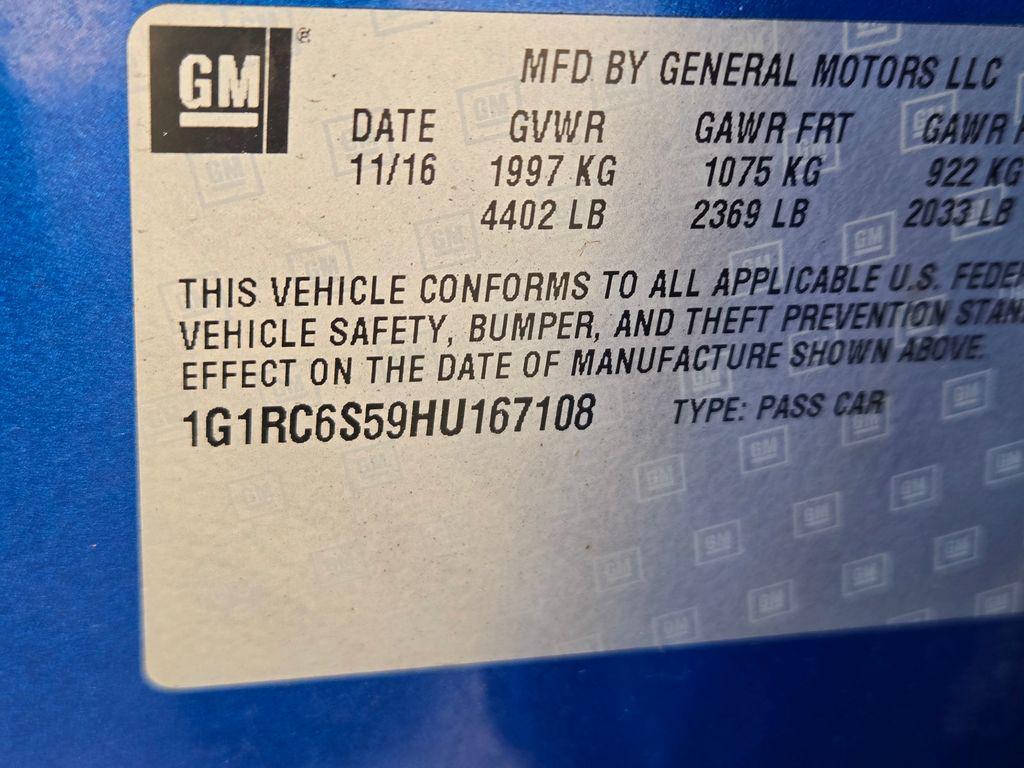 GM ®
MFD BY GENERAL MOTORS LLC
DATE GVWR GAWR FRT GAWR
11/16 1997 KG 1075 KG 922 KG
4402 LB 2369 LB 2033 LB
THIS VEHICLE CONFORMS TO ALL APPLICABLE U.S.
VEHICLE SAFETY, BUMPER, AND THEFT PREVENTION
EFFECT ON THE DATE OF MANUFACTURE SHOWN ABOVE.
1G1RC6S59HU167108 TYPE: PASS CAR